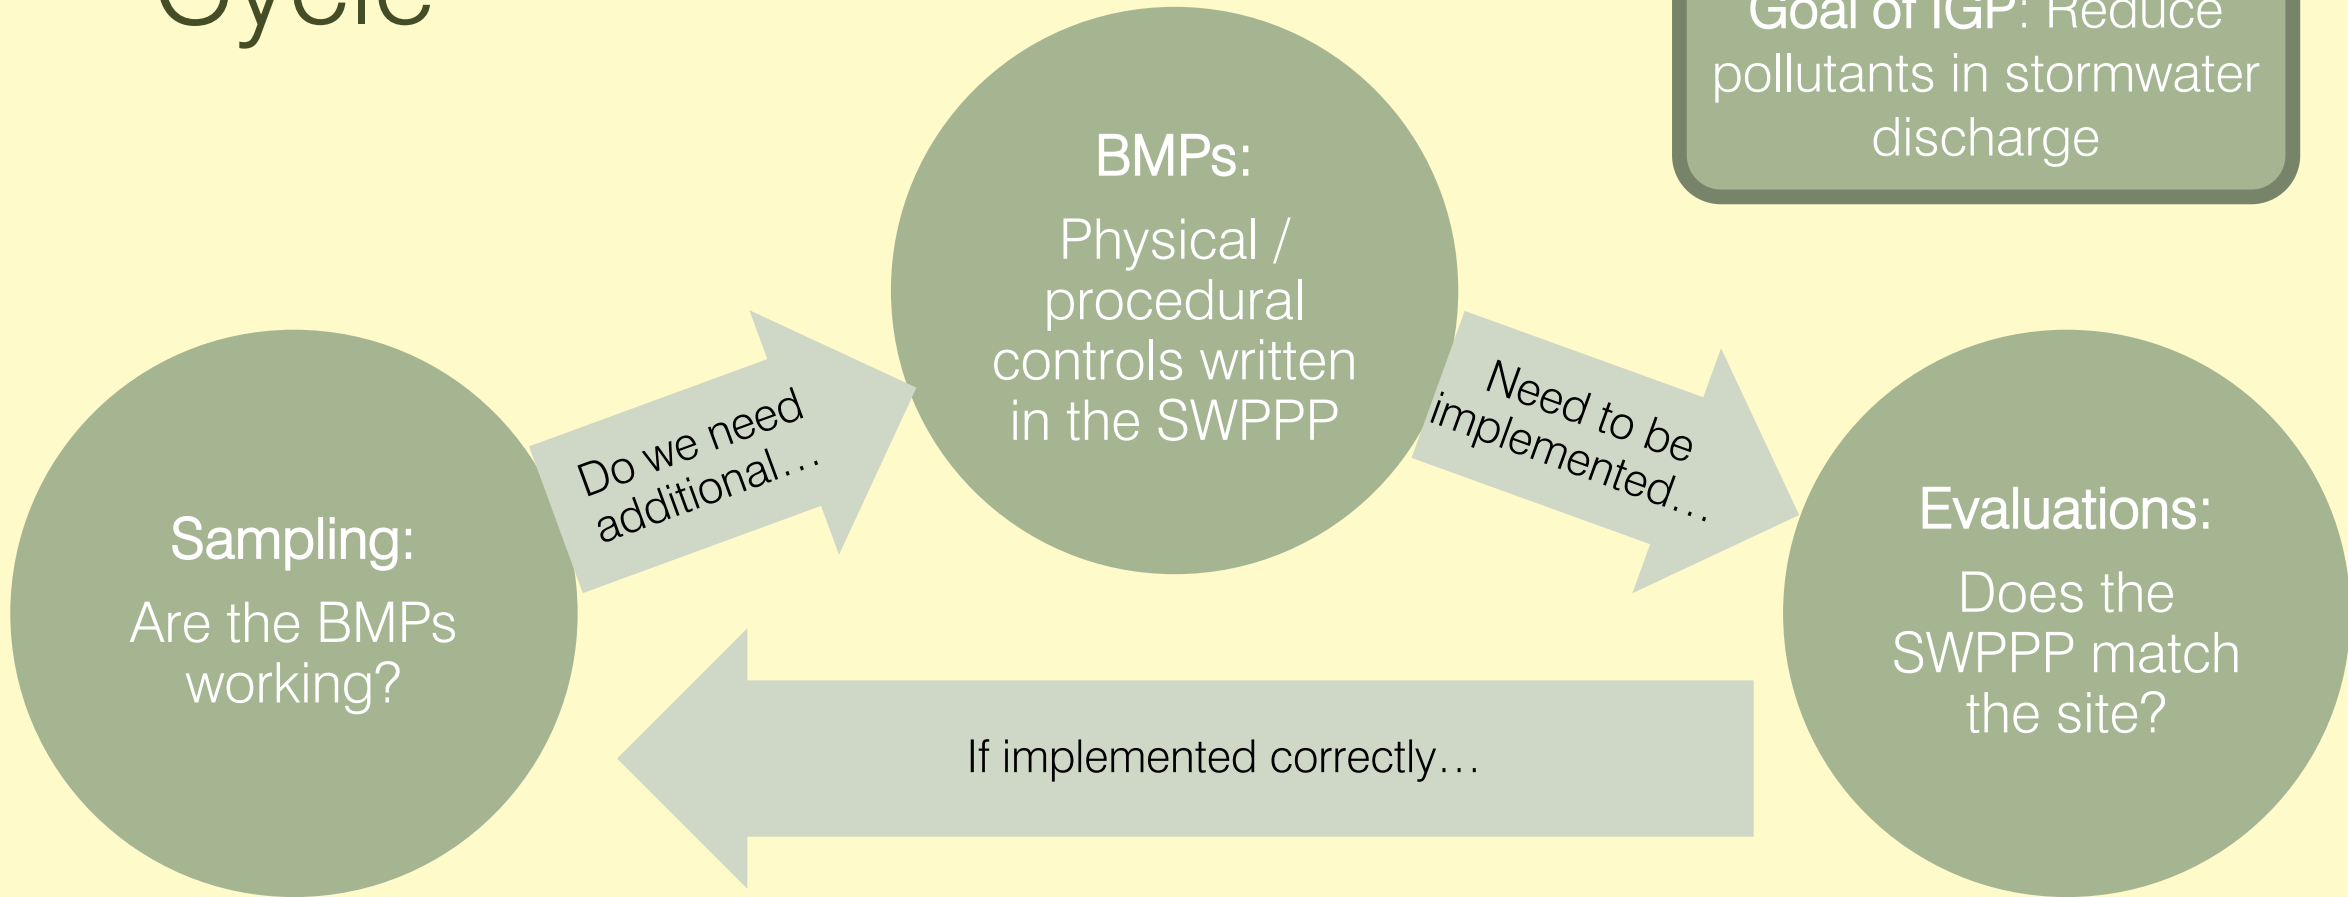 Cycle
Goal of IGP: Reduce
pollutants in stormwater
discharge
BMPs:
Physical /
procedural
controls written
in the SWPPP
Do we need
additional…
Need to be
implemented…
Sampling:
Are the BMPs
working?
Evaluations:
Does the
SWPPP match
the site?
If implemented correctly…